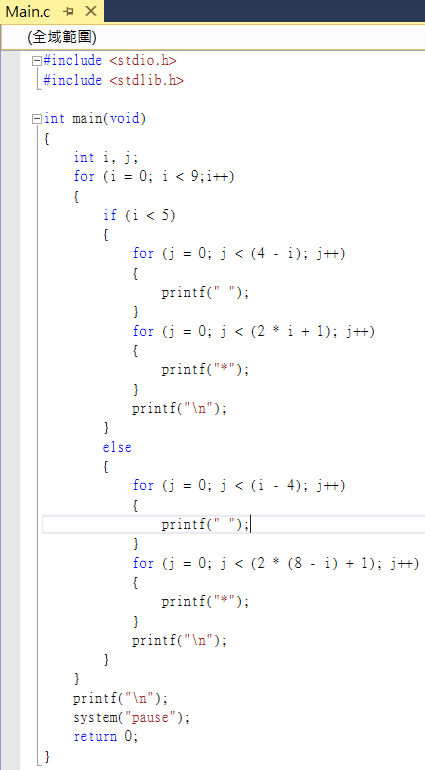 Main.c
(全域範圍)
#include <stdio.h>
#include <stdlib.h>

int main(void)
{
    int i, j;
    for (i = 0; i < 9;i++)
    {
        if (i < 5)
        {
            for (j = 0; j < (4 - i); j++)
            {
                printf(" ");
            }
            for (j = 0; j < (2 * i + 1); j++)
            {
                printf("*");
            }
            printf("\n");
        }
        else
        {
            for (j = 0; j < (i - 4); j++)
            {
                printf(" ");
            }
            for (j = 0; j < (2 * (8 - i) + 1); j++)
            {
                printf("*");
            }
            printf("\n");
        }
    }
    printf("\n");
    system("pause");
    return 0;
}